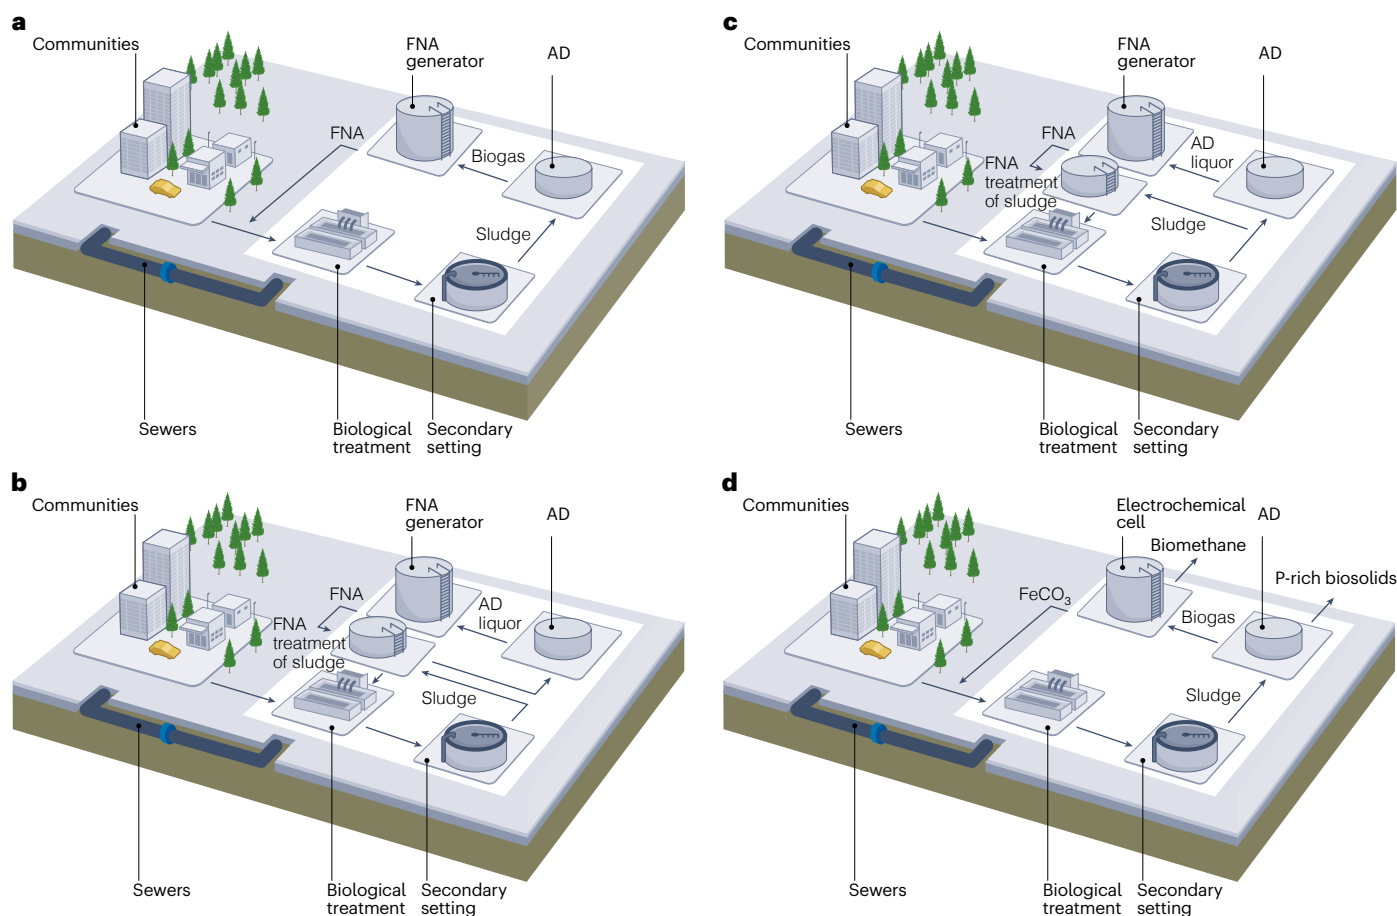 a
Communities
FNA
generator
AD
FNA
Biogas
Sludge
Sewers
Biological
treatment
Secondary
setting
c
Communities
FNA
generator
AD
FNA
AD
liquor
FNA
treatment
of sludge
Sludge
Sewers
Biological
treatment
Secondary
setting
b
Communities
FNA
generator
AD
FNA
AD
liquor
FNA
treatment
of sludge
Sludge
Sewers
Biological
treatment
Secondary
setting
d
Communities
Electrochemical
cell
AD
Biomethane
P-rich biosolids
FeCO₃
Biogas
Sludge
Sewers
Biological
treatment
Secondary
setting